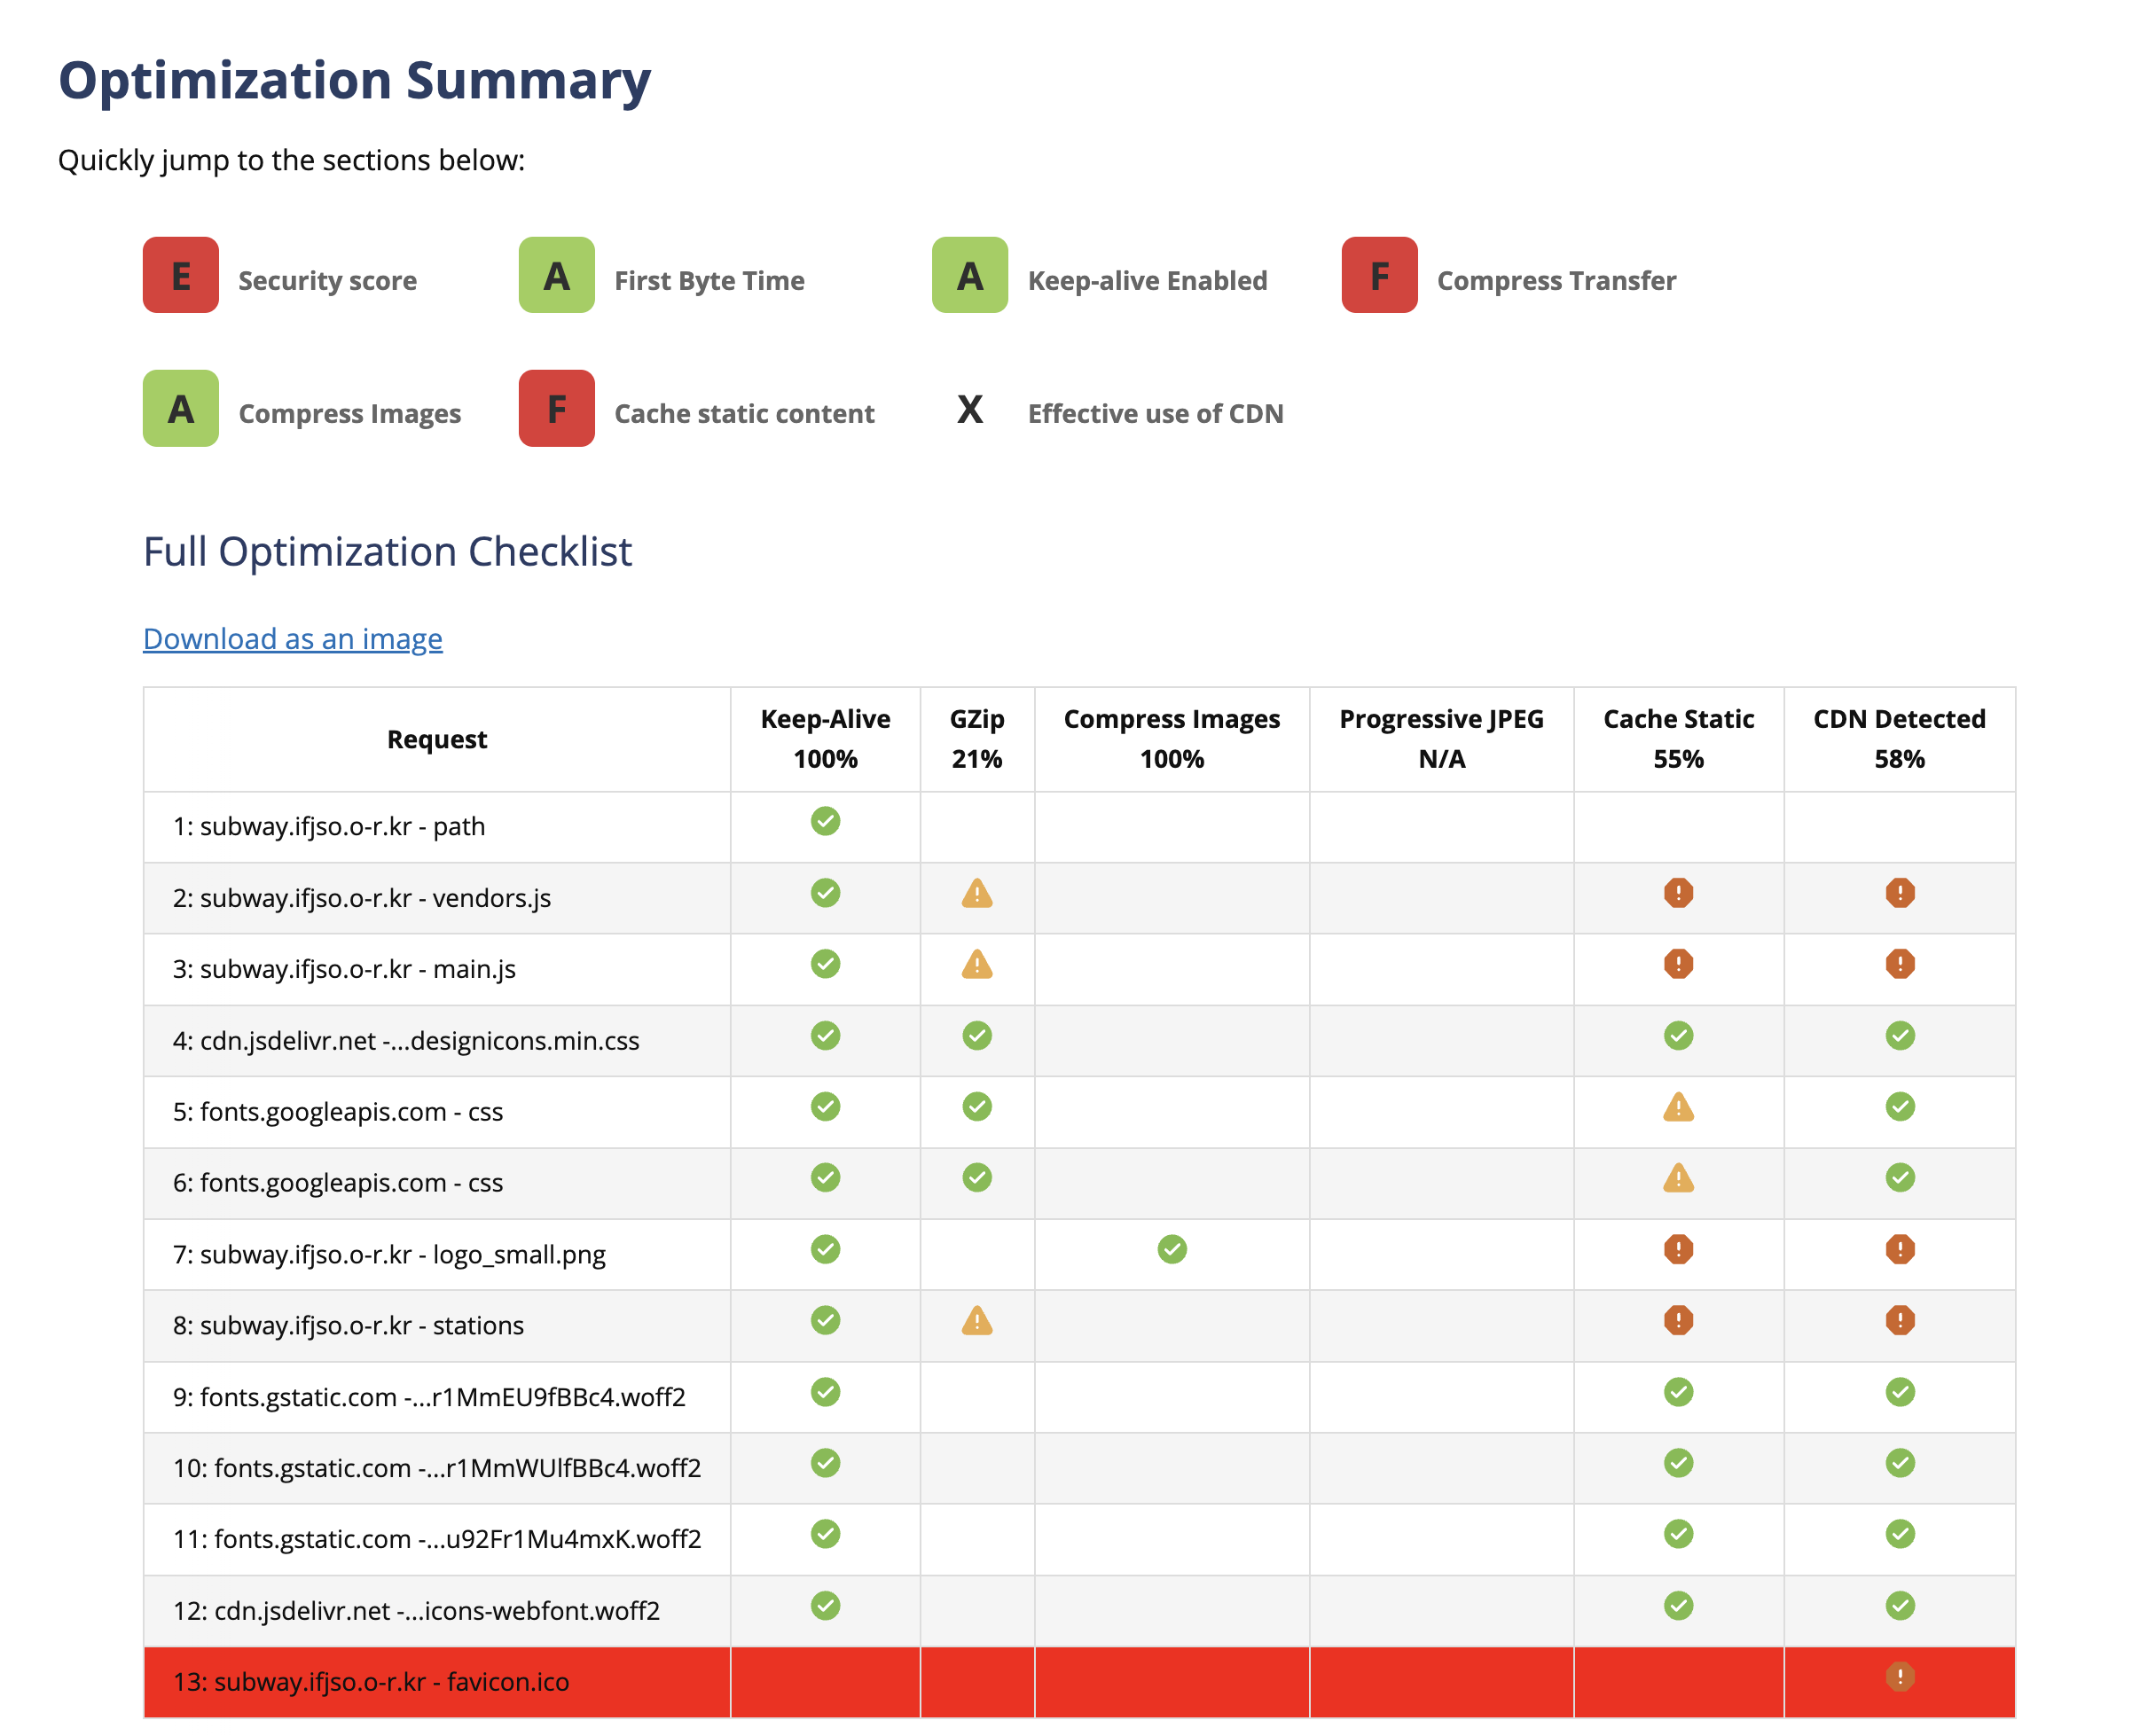 Optimization Summary
Quickly jump to the sections below:
E Security score A First Byte Time A Keep-alive Enabled F Compress Transfer
A Compress Images F Cache static content X Effective use of CDN
Full Optimization Checklist
Download as an image
Request Keep-Alive 100% GZip 21% Compress Images 100% Progressive JPEG N/A Cache Static 55% CDN Detected 58%
1: subway.ifjso.o-r.kr - path
2: subway.ifjso.o-r.kr - vendors.js
3: subway.ifjso.o-r.kr - main.js
4: cdn.jsdelivr.net -...designicons.min.css
5: fonts.googleapis.com - css
6: fonts.googleapis.com - css
7: subway.ifjso.o-r.kr - logo_small.png
8: subway.ifjso.o-r.kr - stations
9: fonts.gstatic.com -...r1MmEU9fBBc4.woff2
10: fonts.gstatic.com -...r1MmWUlfBBc4.woff2
11: fonts.gstatic.com -...u92Fr1Mu4mxK.woff2
12: cdn.jsdelivr.net -...icons-webfont.woff2
13: subway.ifjso.o-r.kr - favicon.ico